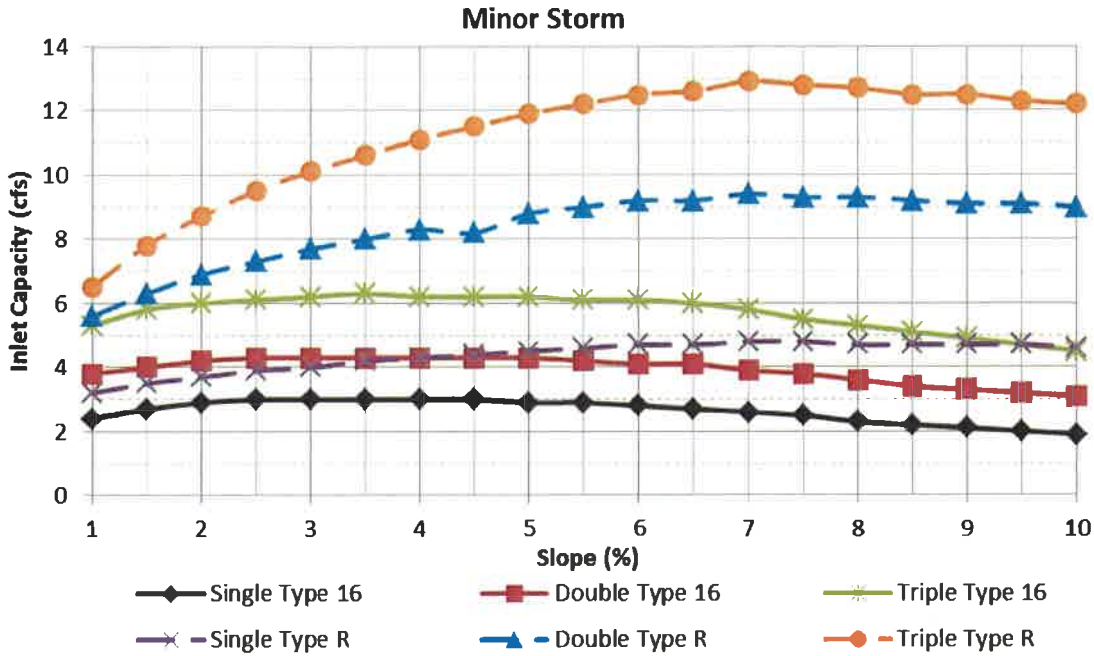 Minor Storm
14
12
10
8
6
4
2
0
Inlet Capacity (cfs)
1 2 3 4 5 6 7 8 9 10
Slope (%)
Single Type 16 Double Type 16 Triple Type 16
Single Type R Double Type R Triple Type R